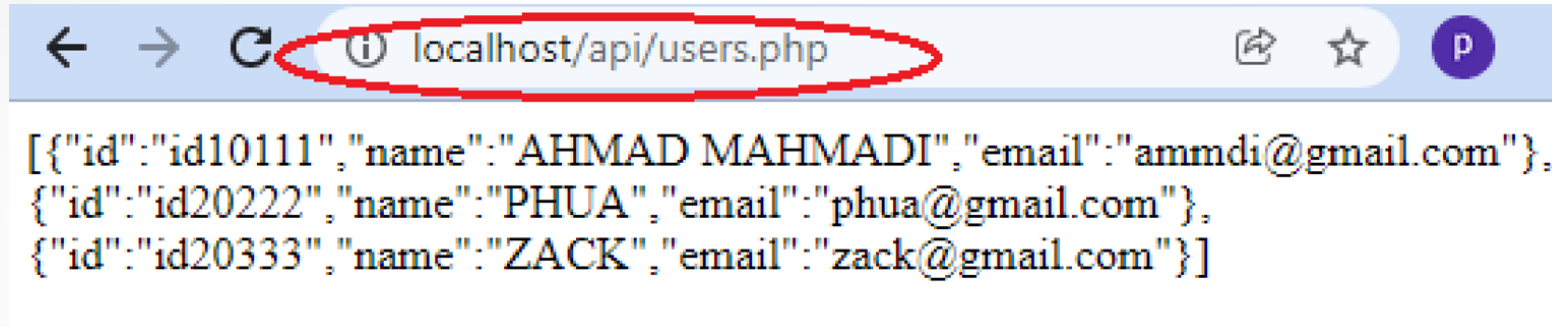 localhost/api/users.php
P
[{"id":"id10111","name":"AHMAD MAHMADI","email":"ammdi@gmail.com"},
{"id":"id20222","name":"PHUA","email":"phua@gmail.com"},
{"id":"id20333","name":"ZACK","email":"zack@gmail.com"}]